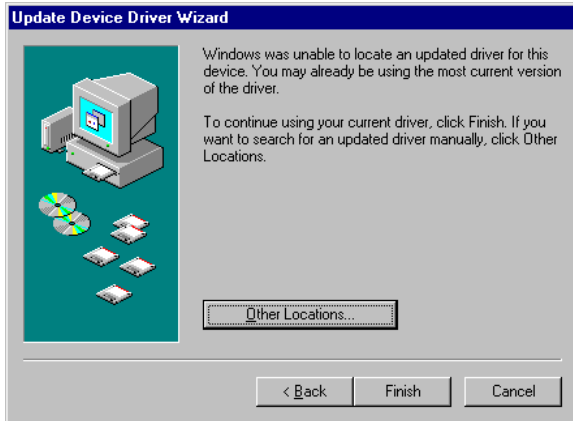 Update Device Driver Wizard
Windows was unable to locate an updated driver for this
device. You may already be using the most current version
of the driver.
To continue using your current driver, click Finish. If you
want to search for an updated driver manually, click Other
Locations.
Other Locations...
< Back
Finish
Cancel